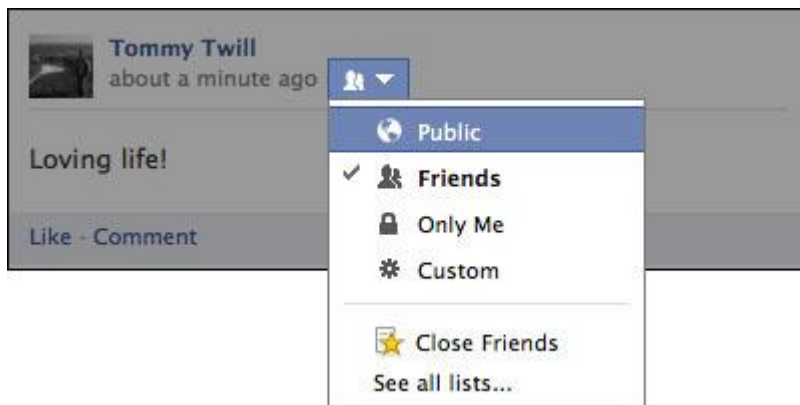 Tommy Twill
about a minute ago
Public
Loving life!
Friends
Only Me
Like · Comment
Custom
Close Friends
See all lists...